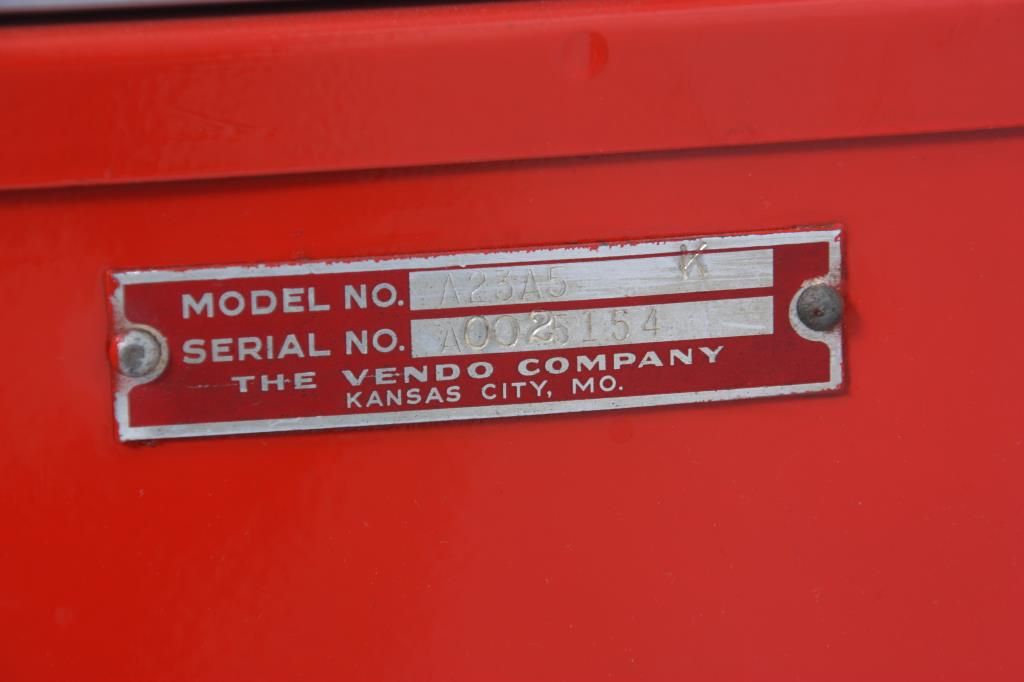 MODEL NO. A23A5 K
SERIAL NO. A0025154
THE VENDO COMPANY
KANSAS CITY, MO.